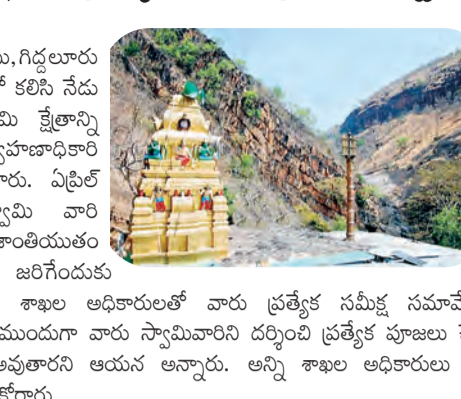 మి, గిద్దలూరు
ో కలిసి నేడు
మి క్షేత్రాన్ని
్వహణాధికారి
ారు. ఏప్రిల్
్వామి వారి
శాంతియుతం
జరిగేందుకు
శాఖల అధికారులతో వారు ప్రత్యేక సమీక్ష సమావే
ముందుగా వారు స్వామివారిని దర్శించి ప్రత్యేక పూజలు
అవుతారని ఆయన అన్నారు. అన్ని శాఖల అధికారులు